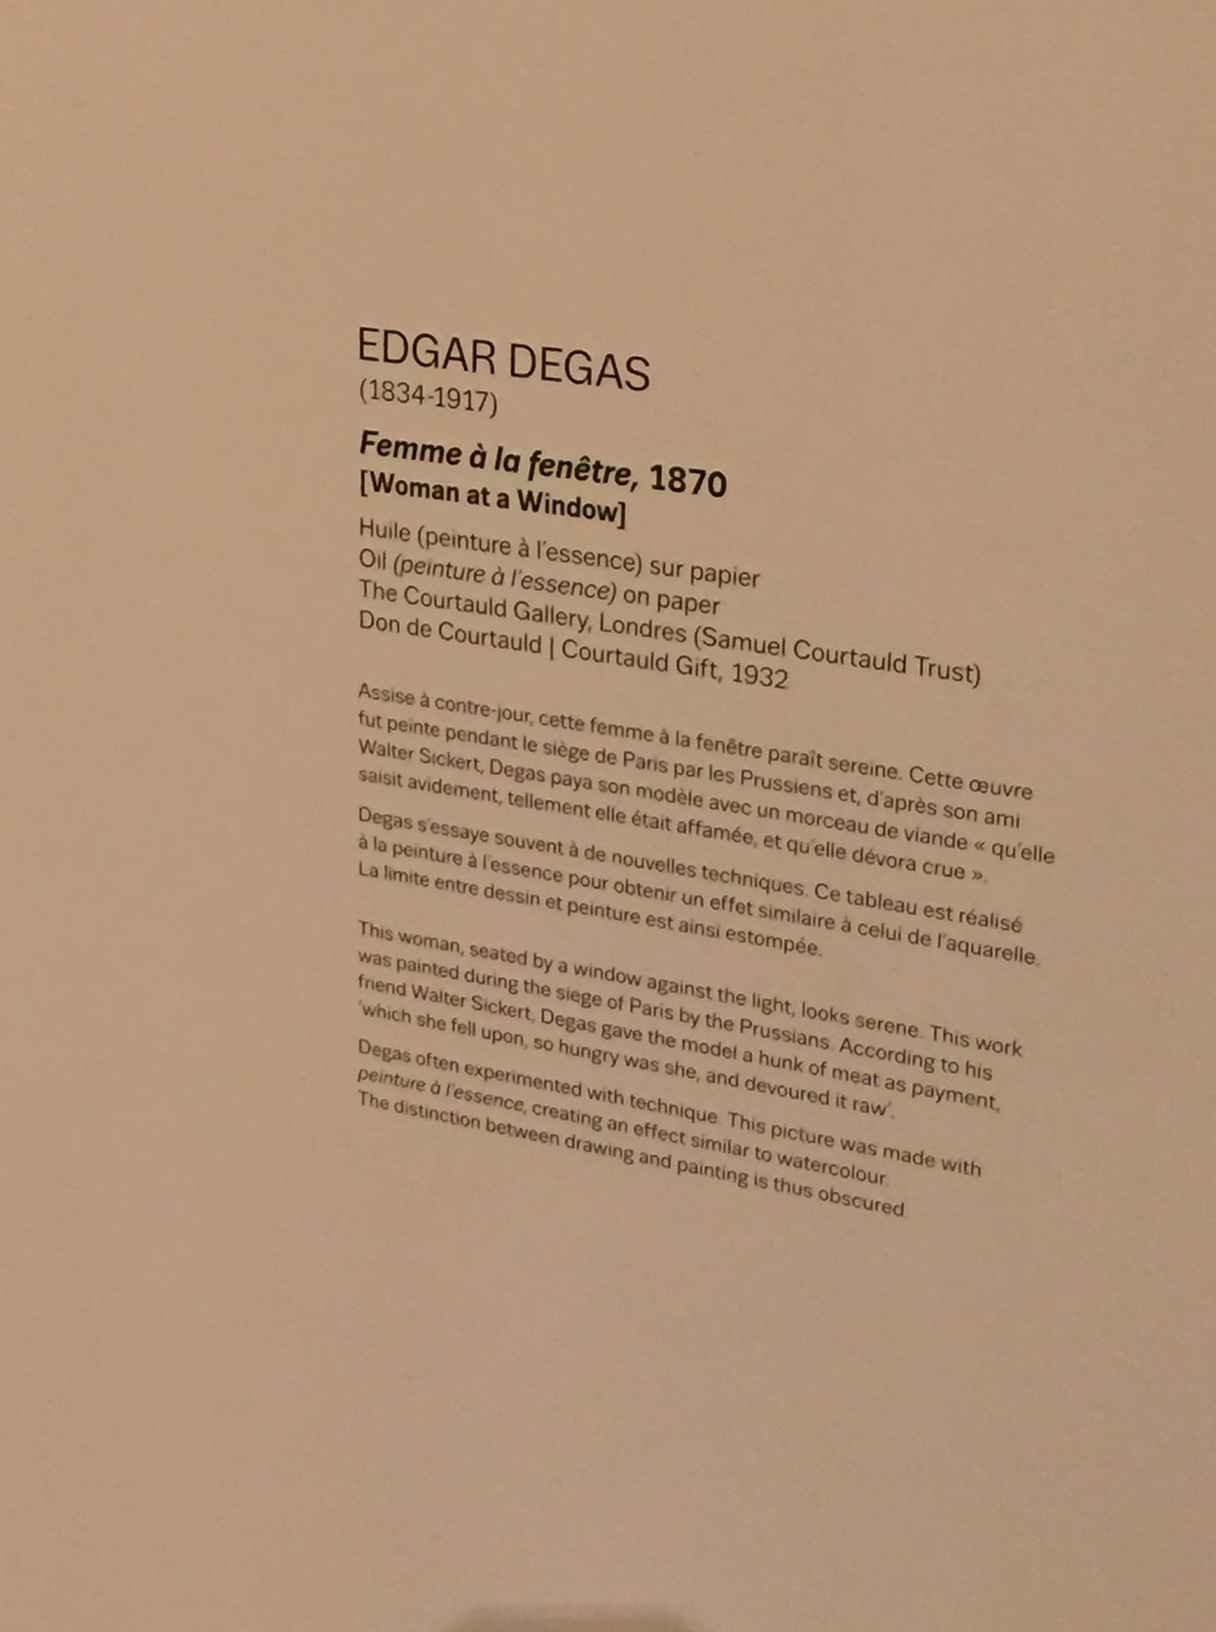 EDGAR DEGAS
(1834-1917)
Femme à la fenêtre, 1870
[Woman at a Window]
Huile (peinture à l'essence) sur papier
Oil (peinture à l'essence) on paper
The Courtauld Gallery, Londres (Samuel Courtauld Trust)
Don de Courtauld | Courtauld Gift, 1932
Assise à contre-jour, cette femme à la fenêtre paraît sereine. Cette œuvre
fut peinte pendant le siège de Paris par les Prussiens et, d'après son ami
Walter Sickert, Degas paya son modèle avec un morceau de viande « qu'elle
saisit avidement, tellement elle était affamée, et qu'elle dévora crue ».
Degas s'essaye souvent à de nouvelles techniques. Ce tableau est réalisé
à la peinture à l'essence pour obtenir un effet similaire à celui de l'aquarelle.
La limite entre dessin et peinture est ainsi estompée.
This woman, seated by a window against the light, looks serene. This work
was painted during the siege of Paris by the Prussians. According to his
friend Walter Sickert, Degas gave the model a hunk of meat as payment,
'which she fell upon, so hungry was she, and devoured it raw'.
Degas often experimented with technique. This picture was made with
peinture à l'essence, creating an effect similar to watercolour.
The distinction between drawing and painting is thus obscured.